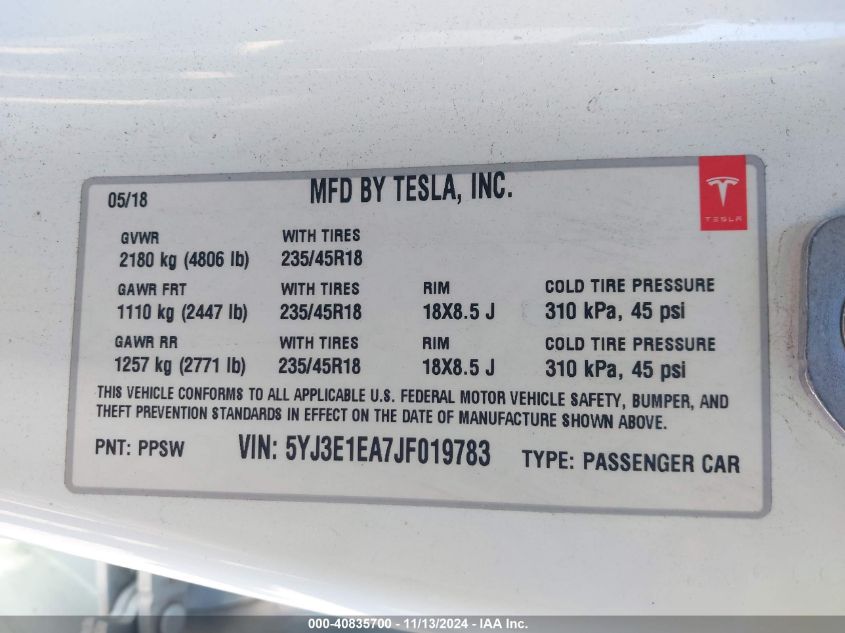 05/18 MFD BY TESLA, INC.
TESLA
GVWR WITH TIRES
2180 kg (4806 lb) 235/45R18
GAWR FRT WITH TIRES RIM COLD TIRE PRESSURE
1110 kg (2447 lb) 235/45R18 18X8.5 J 310 kPa, 45 psi
GAWR RR WITH TIRES RIM COLD TIRE PRESSURE
1257 kg (2771 lb) 235/45R18 18X8.5 J 310 kPa, 45 psi
THIS VEHICLE CONFORMS TO ALL APPLICABLE U.S. FEDERAL MOTOR VEHICLE SAFETY, BUMPER, AND
THEFT PREVENTION STANDARDS IN EFFECT ON THE DATE OF MANUFACTURE SHOWN ABOVE.
PNT: PPSW VIN: 5YJ3E1EA7JF019783 TYPE: PASSENGER CAR
000-40835700 - 11/13/2024 - IAA Inc.